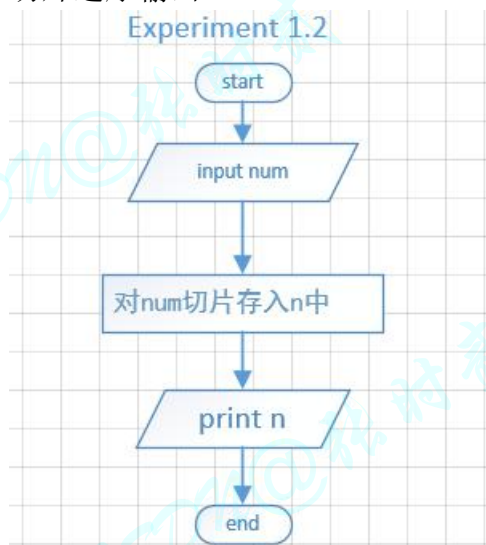 Experiment 1.2
start
input num
对num切片存入n中
print n
end